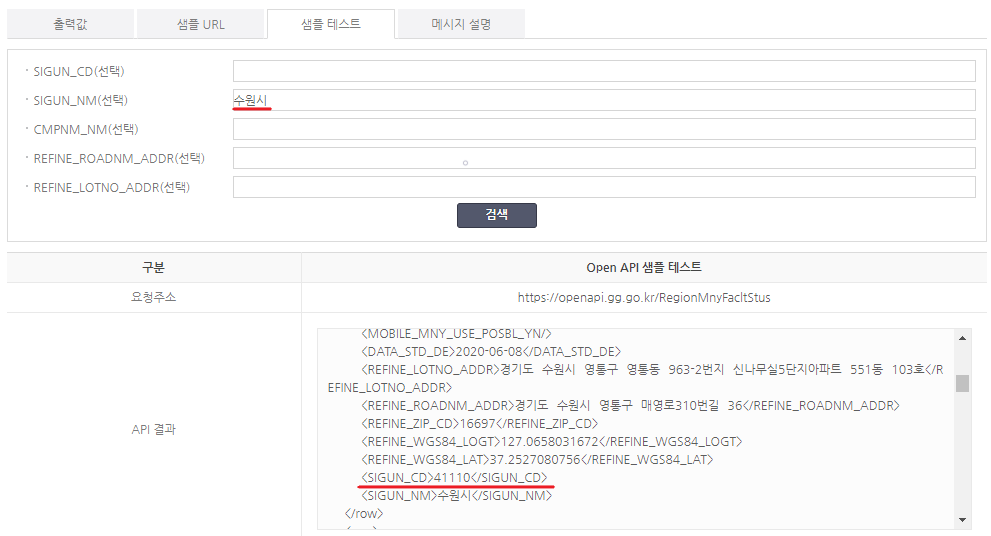 출력값 샘플 URL 샘플 테스트 메시지 설명
· SIGUN_CD(선택)
· SIGUN_NM(선택) 수원시
· CMPNM_NM(선택)
· REFINE_ROADNM_ADDR(선택)
· REFINE_LOTNO_ADDR(선택)
검색
구분 Open API 샘플 테스트
요청주소 https://openapi.gg.go.kr/RegionMnyFacltStus
API 결과
<MOBILE_MNY_USE_POSBL_YN/>
<DATA_STD_DE>2020-06-08</DATA_STD_DE>
<REFINE_LOTNO_ADDR>경기도 수원시 영통구 영통동 963-2번지 신나무실5단지아파트 551동 103호</R
EFINE_LOTNO_ADDR>
<REFINE_ROADNM_ADDR>경기도 수원시 영통구 매영로310번길 36</REFINE_ROADNM_ADDR>
<REFINE_ZIP_CD>16697</REFINE_ZIP_CD>
<REFINE_WGS84_LOGT>127.0658031672</REFINE_WGS84_LOGT>
<REFINE_WGS84_LAT>37.2527080756</REFINE_WGS84_LAT>
<SIGUN_CD>41110</SIGUN_CD>
<SIGUN_NM>수원시</SIGUN_NM>
</row>